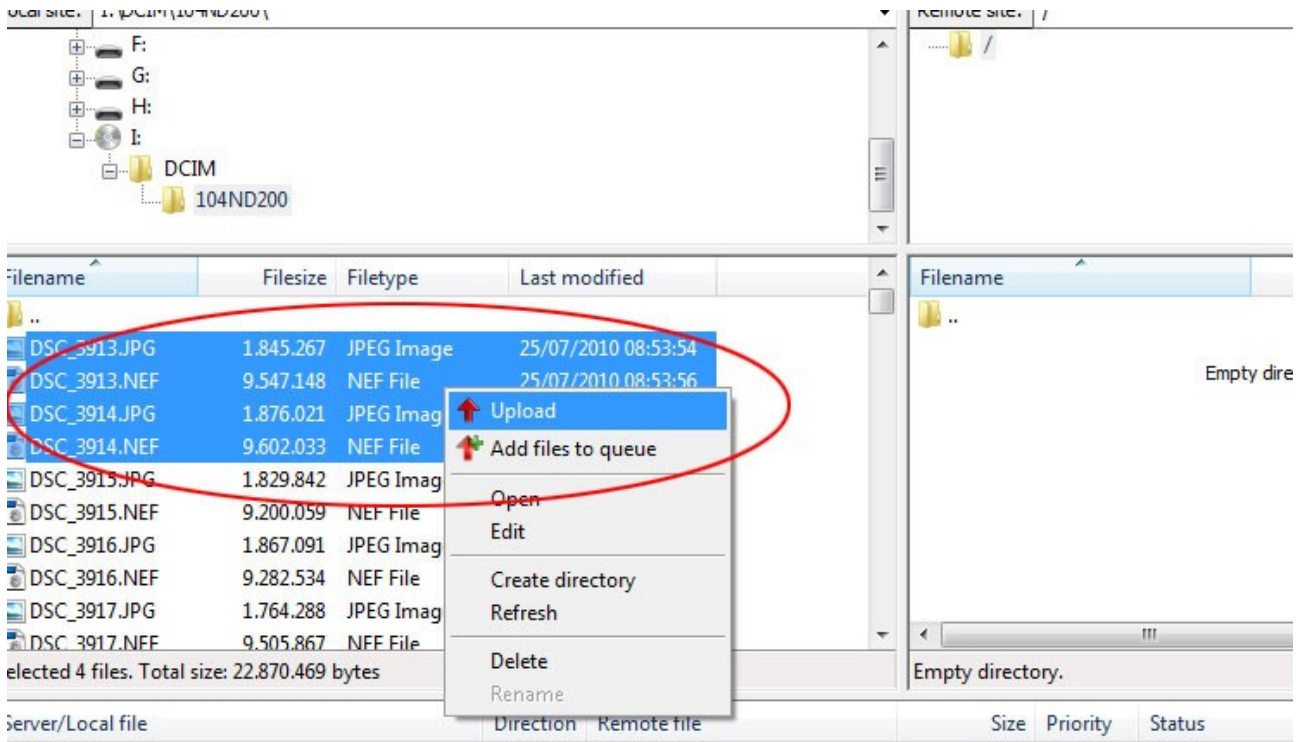 Local site: I:\DCIM\104ND200\
Remote site: /
F:
G:
H:
I:
DCIM
104ND200
/
Filename Filesize Filetype Last modified
..
DSC_3913.JPG 1.845.267 JPEG Image 25/07/2010 08:53:54
DSC_3913.NEF 9.547.148 NEF File 25/07/2010 08:53:56
DSC_3914.JPG 1.876.021 JPEG Imag
DSC_3914.NEF 9.602.033 NEF File
DSC_3915.JPG 1.829.842 JPEG Imag
DSC_3915.NEF 9.200.059 NEF File
DSC_3916.JPG 1.867.091 JPEG Imag
DSC_3916.NEF 9.282.534 NEF File
DSC_3917.JPG 1.764.288 JPEG Imag
DSC_3917.NEF 9.505.867 NEF File
elected 4 files. Total size: 22.870.469 bytes
Upload
Add files to queue
Open
Edit
Create directory
Refresh
Delete
Rename
Filename
..
Empty dire
Empty directory.
Server/Local file Direction Remote file Size Priority Status